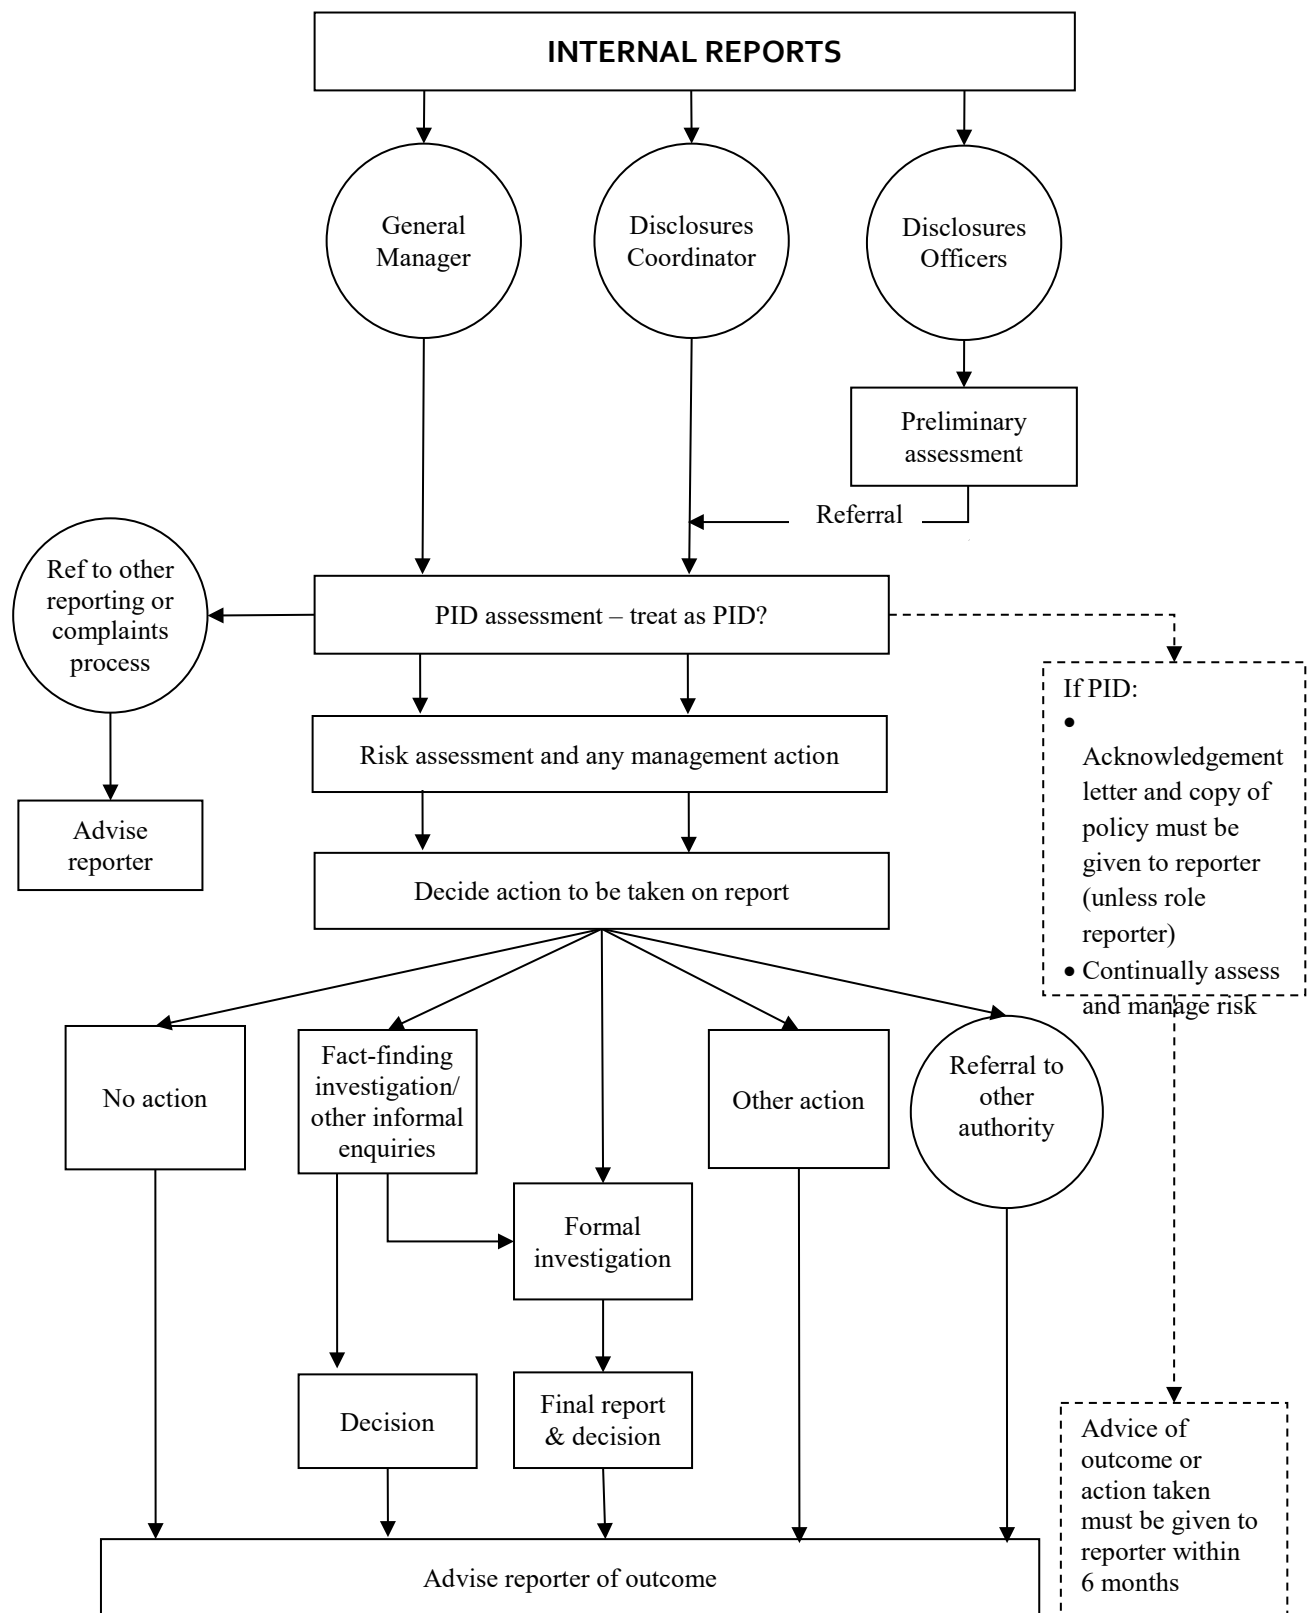 INTERNAL REPORTS
General
Manager
Disclosures
Coordinator
Disclosures
Officers
Preliminary
assessment
Referral
Ref to other
reporting or
complaints
process
PID assessment – treat as PID?
If PID:
•
Acknowledgement
letter and copy of
policy must be
given to reporter
(unless role
reporter)
• Continually assess
and manage risk
Risk assessment and any management action
Advise
reporter
Decide action to be taken on report
No action
Fact-finding
investigation/
other informal
enquiries
Other action
Referral to
other
authority
Formal
investigation
Decision
Final report
& decision
Advice of
outcome or
action taken
must be given to
reporter within
6 months
Advise reporter of outcome